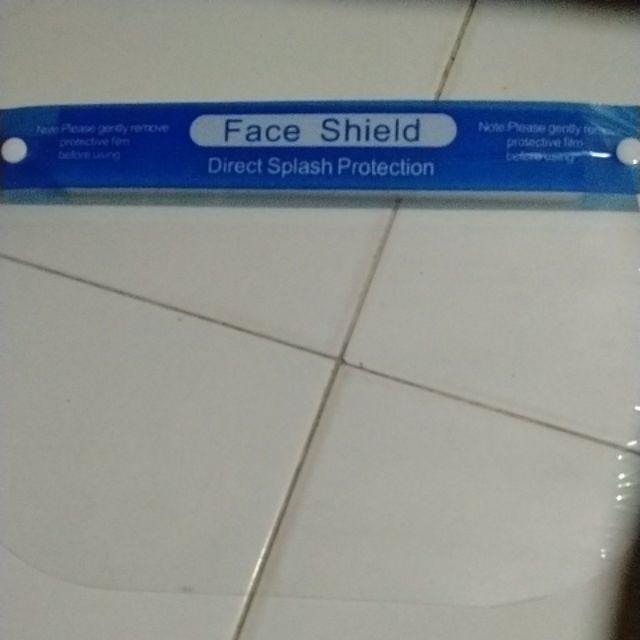 Note:Please gently remove
protective film
before using
Face Shield
Direct Splash Protection
Note:Please gently
protective film
before using